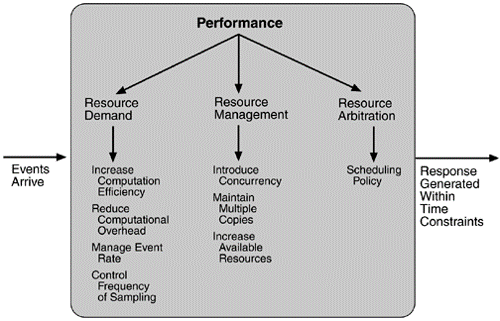 Performance
Resource
Demand
Resource
Management
Resource
Arbitration
Events
Arrive
Increase
Computation
Efficiency
Reduce
Computational
Overhead
Manage Event
Rate
Control
Frequency
of Sampling
Introduce
Concurrency
Maintain
Multiple
Copies
Increase
Available
Resources
Scheduling
Policy
Response
Generated
Within
Time
Constraints